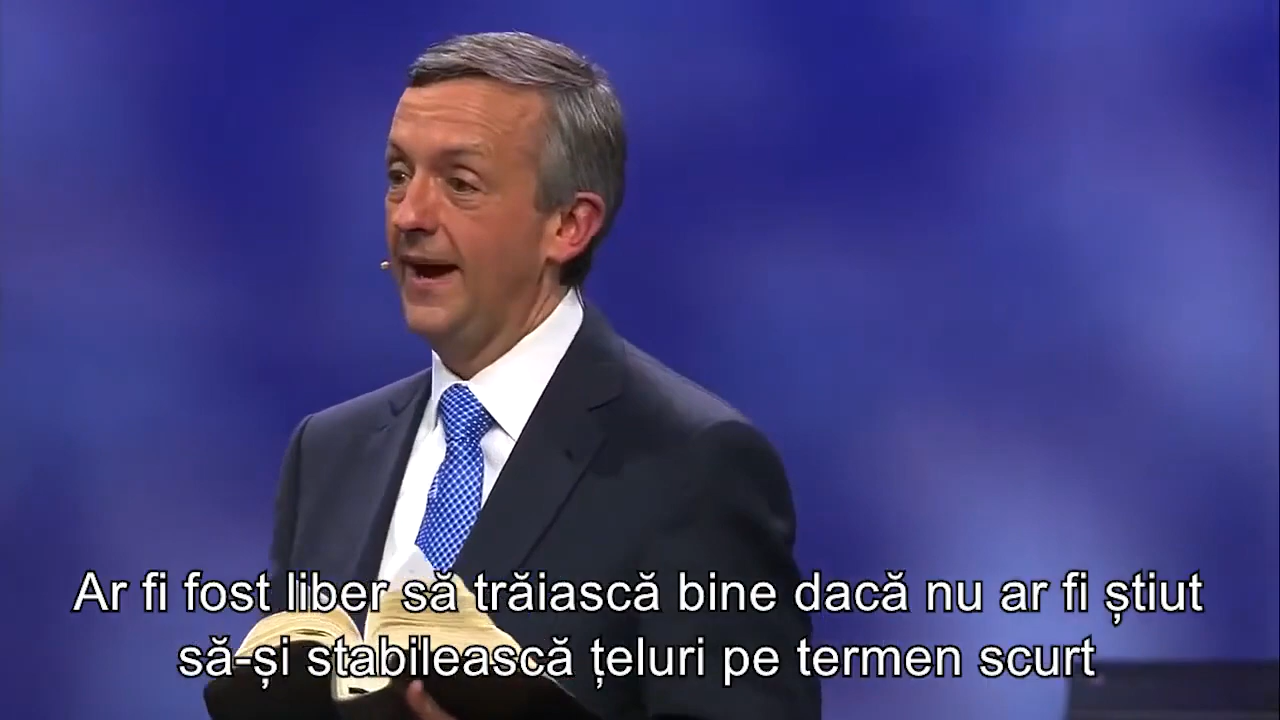 Ar fi fost liber să trăiască bine dacă nu ar fi știut
să-și stabilească țeluri pe termen scurt